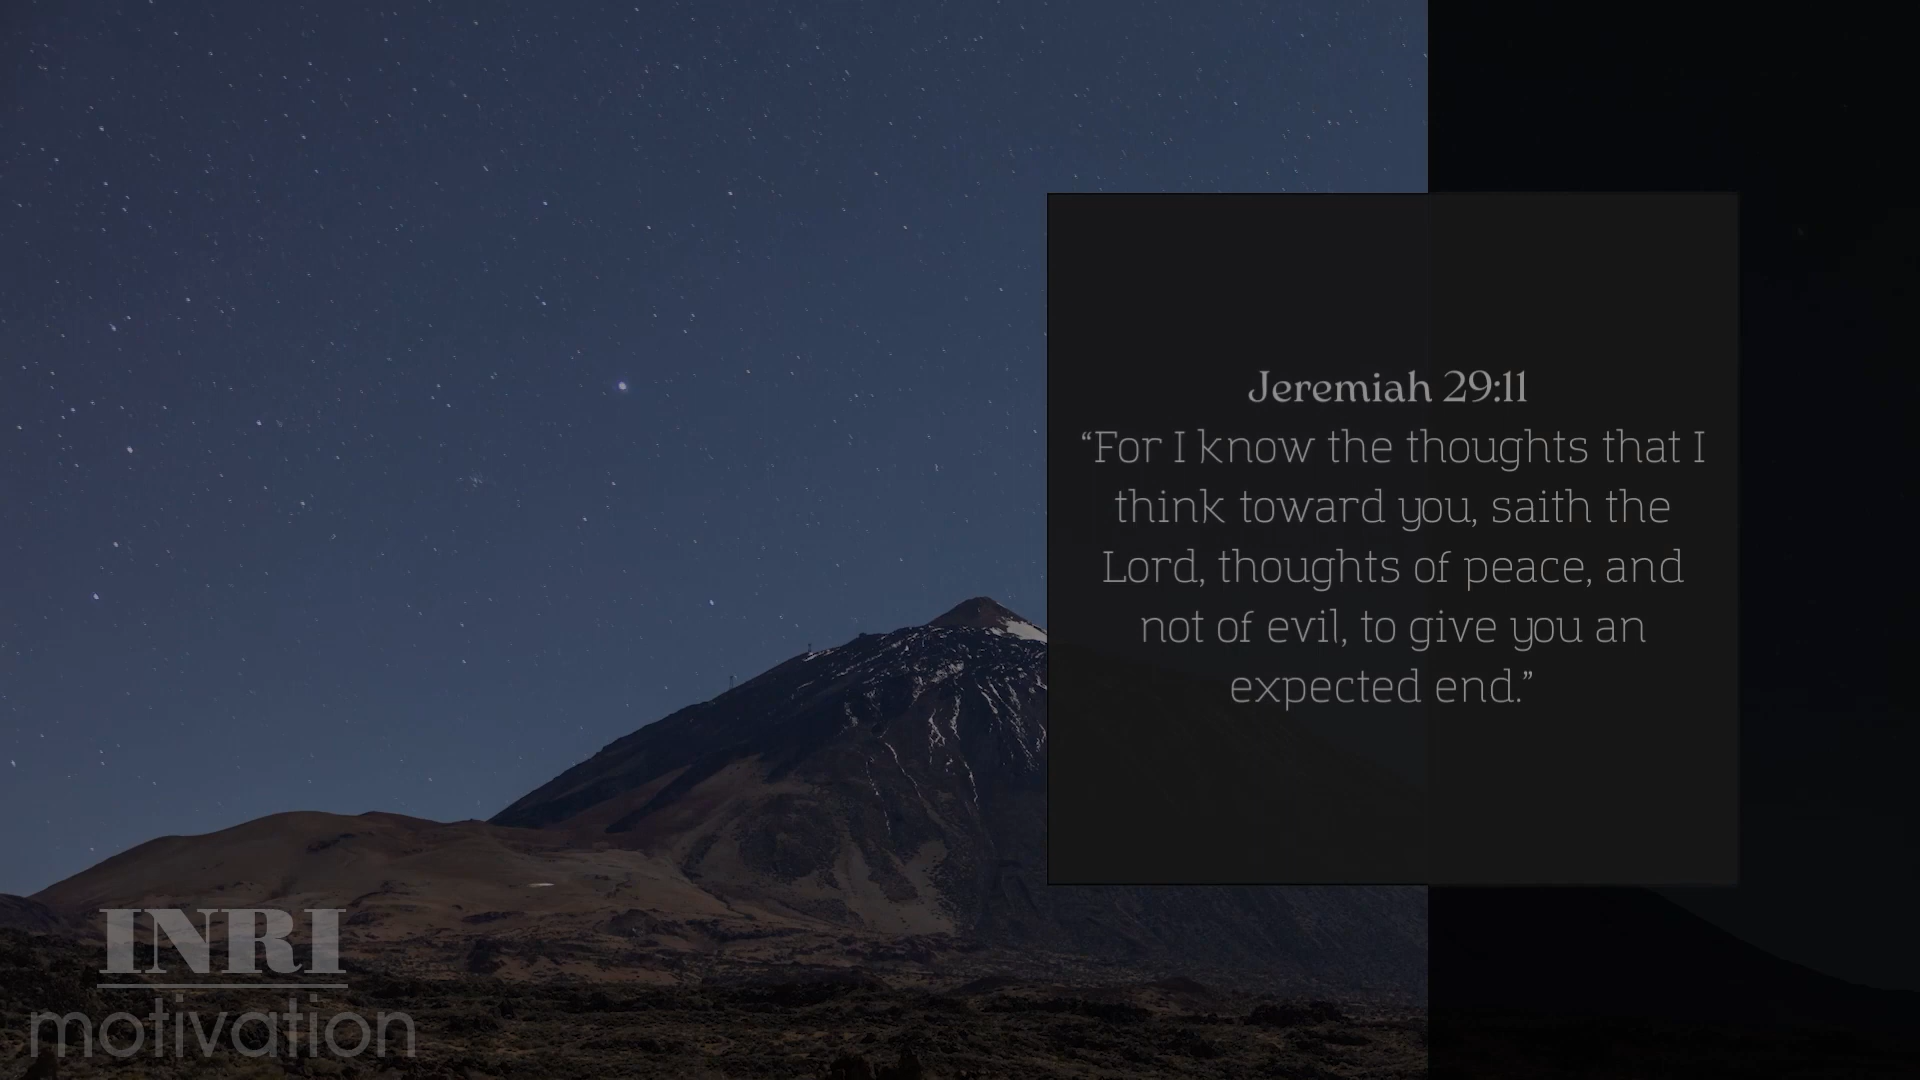 Jeremiah 29:11
“For I know the thoughts that I
think toward you, saith the
Lord, thoughts of peace, and
not of evil, to give you an
expected end.”
INRI
motivation